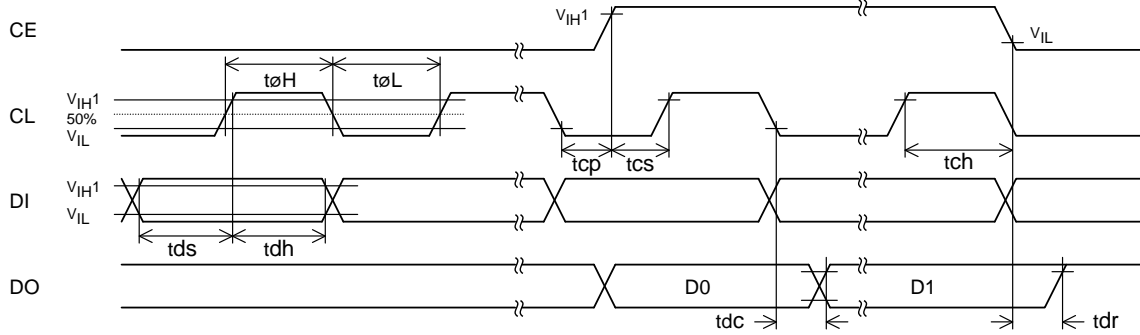 CE
VIH1
VIL
tøH
tøL
CL
VIH1
50%
VIL
tcp
tcs
tch
DI
VIH1
VIL
tds
tdh
DO
D0
D1
tdc
tdr